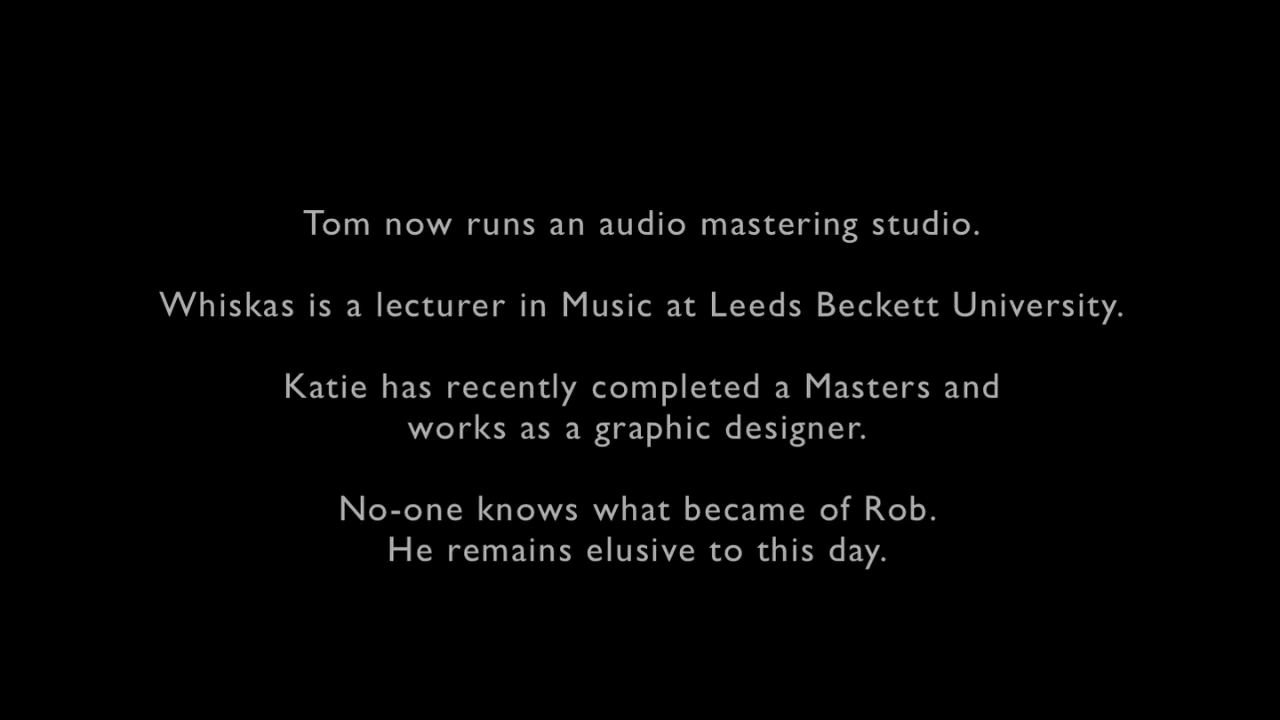 Tom now runs an audio mastering studio.
Whiskas is a lecturer in Music at Leeds Beckett University.
Katie has recently completed a Masters and
works as a graphic designer.
No-one knows what became of Rob.
He remains elusive to this day.